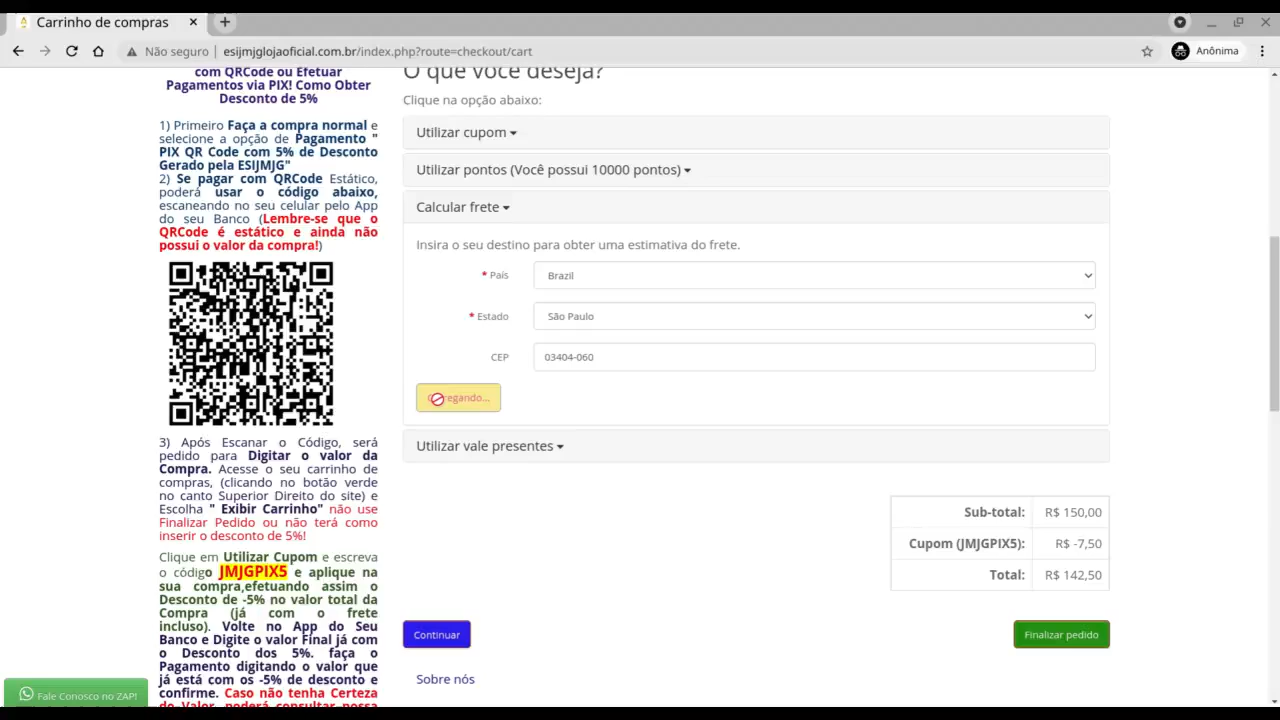 Carrinho de compras
Não seguro | esijmjglojaoficial.com.br/index.php?route=checkout/cart
Anônima
com QRCode ou Efetuar
Pagamentos via PIX! Como Obter
Desconto de 5%
1) Primeiro Faça a compra normal e
selecione a opção de Pagamento "
PIX QR Code com 5% de Desconto
Gerado pela ESIJMJG"
2) Se pagar com QRCode Estático,
poderá usar o código abaixo,
escaneando no seu celular pelo App
do seu Banco (Lembre-se que o
QRCode é estático e ainda não
possui o valor da compra!)
3) Após Escanar o Código, será
pedido para Digitar o valor da
Compra. Acesse o seu carrinho de
compras, (clicando no botão verde
no canto Superior Direito do site) e
Escolha " Exibir Carrinho" não use
Finalizar Pedido ou não terá como
inserir o desconto de 5%!
Clique em Utilizar Cupom e escreva
o código JMJGPIX5 e aplique na
sua compra,efetuando assim o
Desconto de -5% no valor total da
Compra (já com o frete
incluso). Volte no App do Seu
Banco e Digite o valor Final já com
o Desconto dos 5%. faça o
Pagamento digitando o valor que
já está com os -5% de desconto e
confirme. Caso não tenha Certeza
do Valor, poderá consultar nossa
Fale Conosco no ZAP!
O que você deseja?
Clique na opção abaixo:
Utilizar cupom
Utilizar pontos (Você possui 10000 pontos)
Calcular frete
Insira o seu destino para obter uma estimativa do frete.
* País Brazil
* Estado São Paulo
CEP 03404-060
Carregando...
Utilizar vale presentes
Sub-total: R$ 150,00
Cupom (JMJGPIX5): R$ -7,50
Total: R$ 142,50
Continuar
Finalizar pedido
Sobre nós